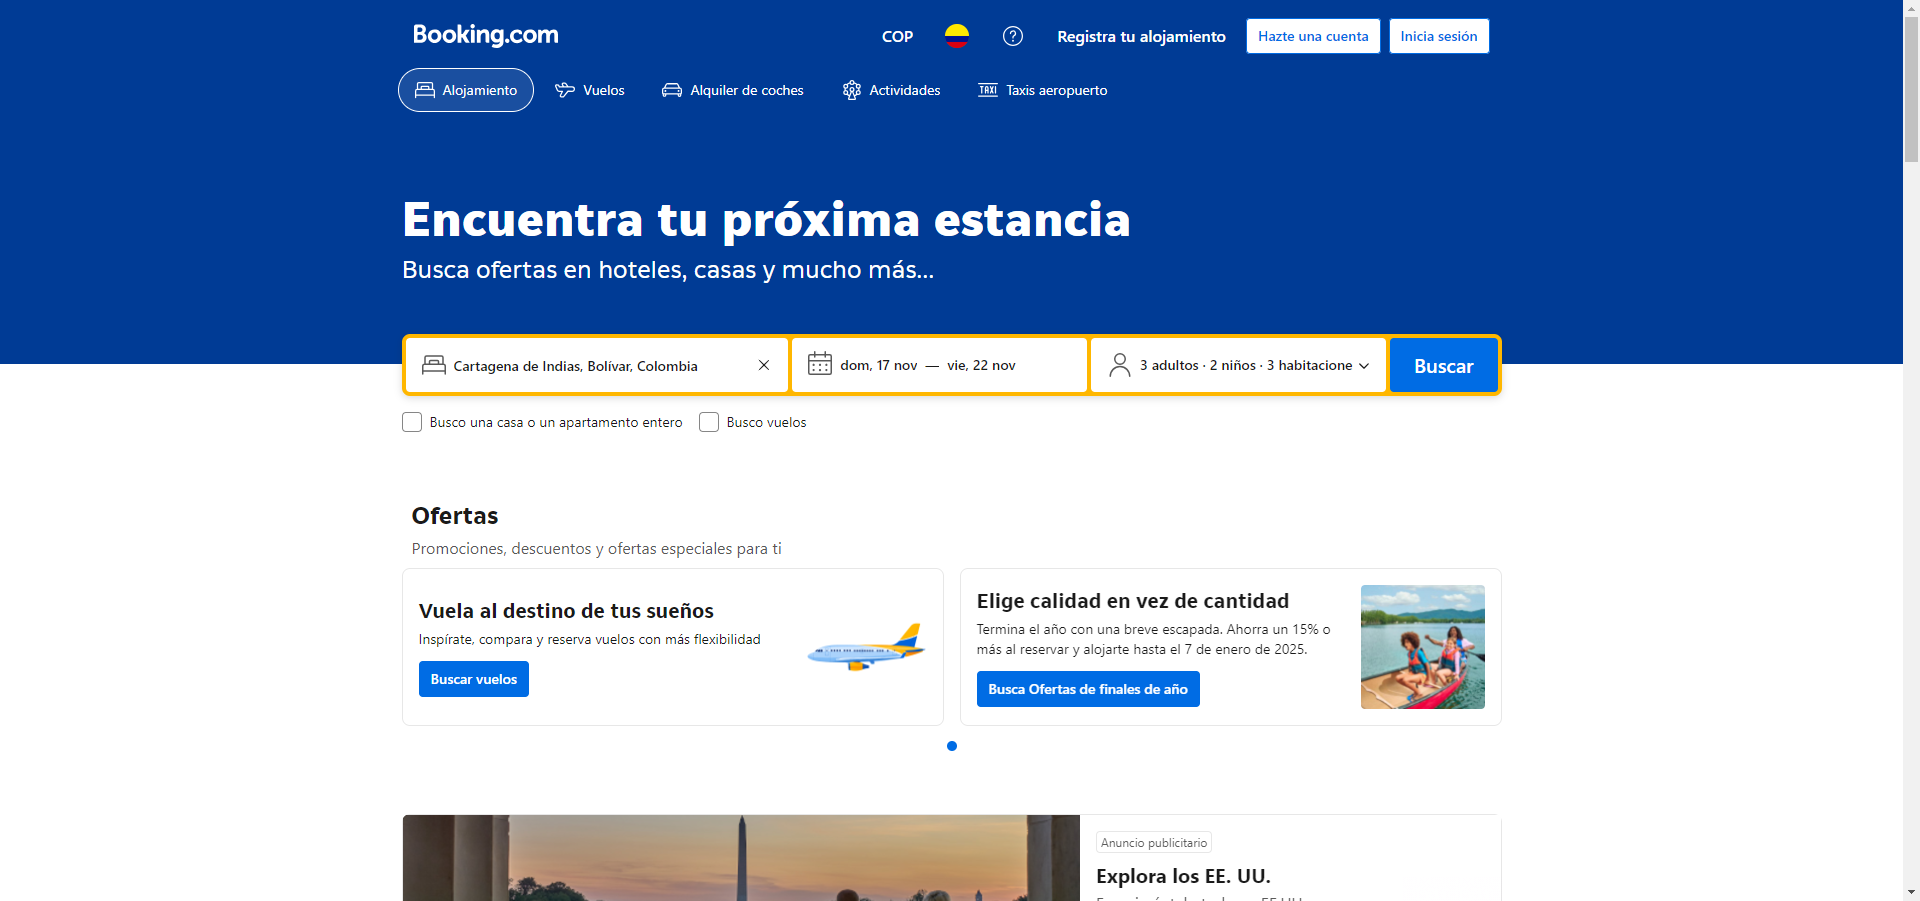 Booking.com
COP
Registra tu alojamiento
Hazte una cuenta
Inicia sesión
Alojamiento
Vuelos
Alquiler de coches
Actividades
TAXI
Taxis aeropuerto
Encuentra tu próxima estancia
Busca ofertas en hoteles, casas y mucho más...
Cartagena de Indias, Bolívar, Colombia
dom, 17 nov — vie, 22 nov
3 adultos · 2 niños · 3 habitacione
Buscar
Busco una casa o un apartamento entero
Busco vuelos
Ofertas
Promociones, descuentos y ofertas especiales para ti
Vuela al destino de tus sueños
Inspírate, compara y reserva vuelos con más flexibilidad
Buscar vuelos
Elige calidad en vez de cantidad
Termina el año con una breve escapada. Ahorra un 15% o
más al reservar y alojarte hasta el 7 de enero de 2025.
Busca Ofertas de finales de año
Anuncio publicitario
Explora los EE. UU.